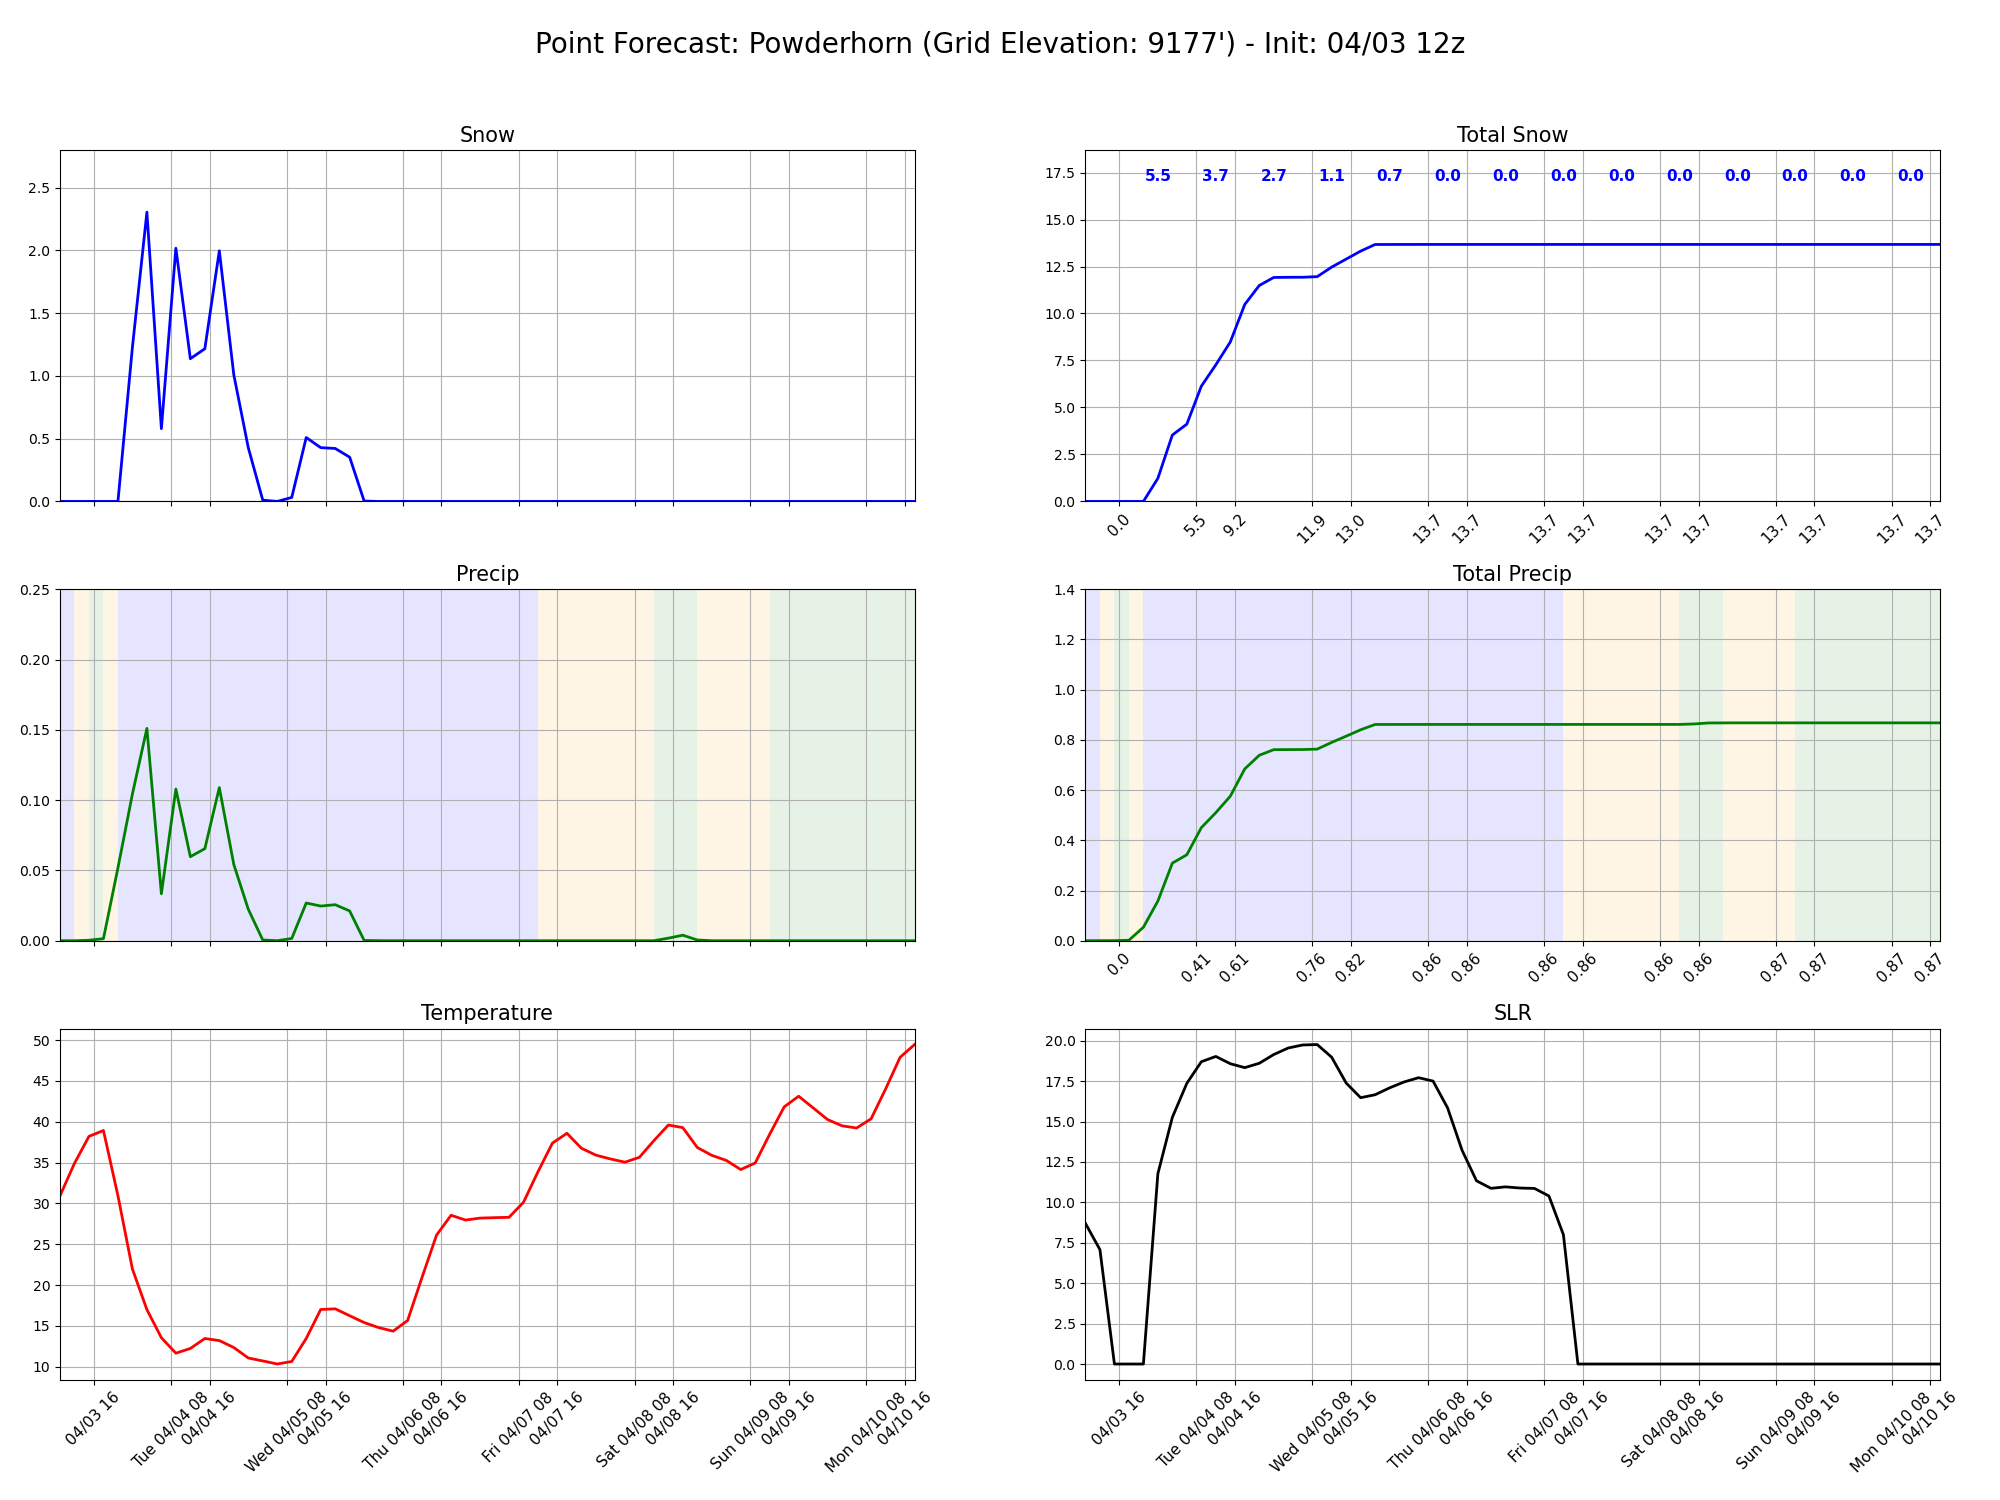 Point Forecast: Powderhorn (Grid Elevation: 9177') - Init: 04/03 12z
Snow
2.5
2.0
1.5
1.0
0.5
0.0
Total Snow
17.5
15.0
12.5
10.0
7.5
5.0
2.5
0.0
5.5 3.7 2.7 1.1 0.7 0.0 0.0 0.0 0.0 0.0 0.0 0.0 0.0 0.0
0.0 5.5 9.2 11.9 13.0 13.7 13.7 13.7 13.7 13.7 13.7 13.7 13.7 13.7 13.7
Precip
0.25
0.20
0.15
0.10
0.05
0.00
Total Precip
1.4
1.2
1.0
0.8
0.6
0.4
0.2
0.0
0.0 0.41 0.61 0.76 0.82 0.86 0.86 0.86 0.86 0.86 0.86 0.87 0.87 0.87 0.87
Temperature
50
45
40
35
30
25
20
15
10
04/03 16
Tue 04/04 08
04/04 16
Wed 04/05 08
04/05 16
Thu 04/06 08
04/06 16
Fri 04/07 08
04/07 16
Sat 04/08 08
04/08 16
Sun 04/09 08
04/09 16
Mon 04/10 08
04/10 16
SLR
20.0
17.5
15.0
12.5
10.0
7.5
5.0
2.5
0.0
04/03 16
Tue 04/04 08
04/04 16
Wed 04/05 08
04/05 16
Thu 04/06 08
04/06 16
Fri 04/07 08
04/07 16
Sat 04/08 08
04/08 16
Sun 04/09 08
04/09 16
Mon 04/10 08
04/10 16